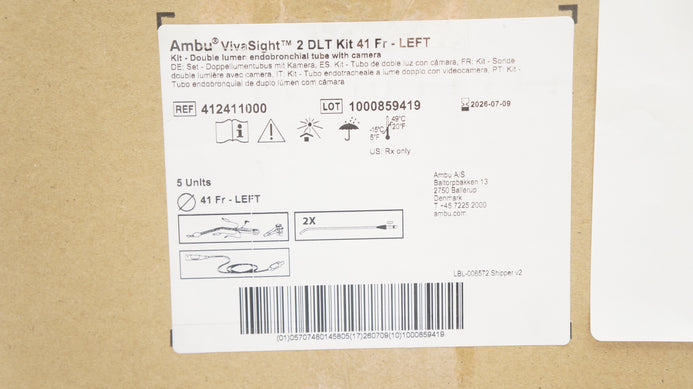 Ambu® VivaSight™ 2 DLT Kit 41 Fr - LEFT
Kit - Double lumen endobronchial tube with camera
DE: Set - Doppellumentubus mit Kamera, ES: Kit - Tubo de doble luz con cámara, FR: Kit - Sonde
double lumière avec camera, IT: Kit - Tubo endotracheale a lume doppio con videocamera, PT: Kit -
Tubo endobronquial de duplo lúmen com câmara
REF 412411000 LOT 1000859419 2026-07-09
49°C
120°F
-15°C
5°F
US: Rx only
5 Units
41 Fr - LEFT
2X
Ambu A/S
Baltorpbakken 13
2750 Ballerup
Denmark
T +45 7225 2000
ambu.com
LBL-006572 Shipper v2
(01)05707480145805(17)260709(10)1000859419